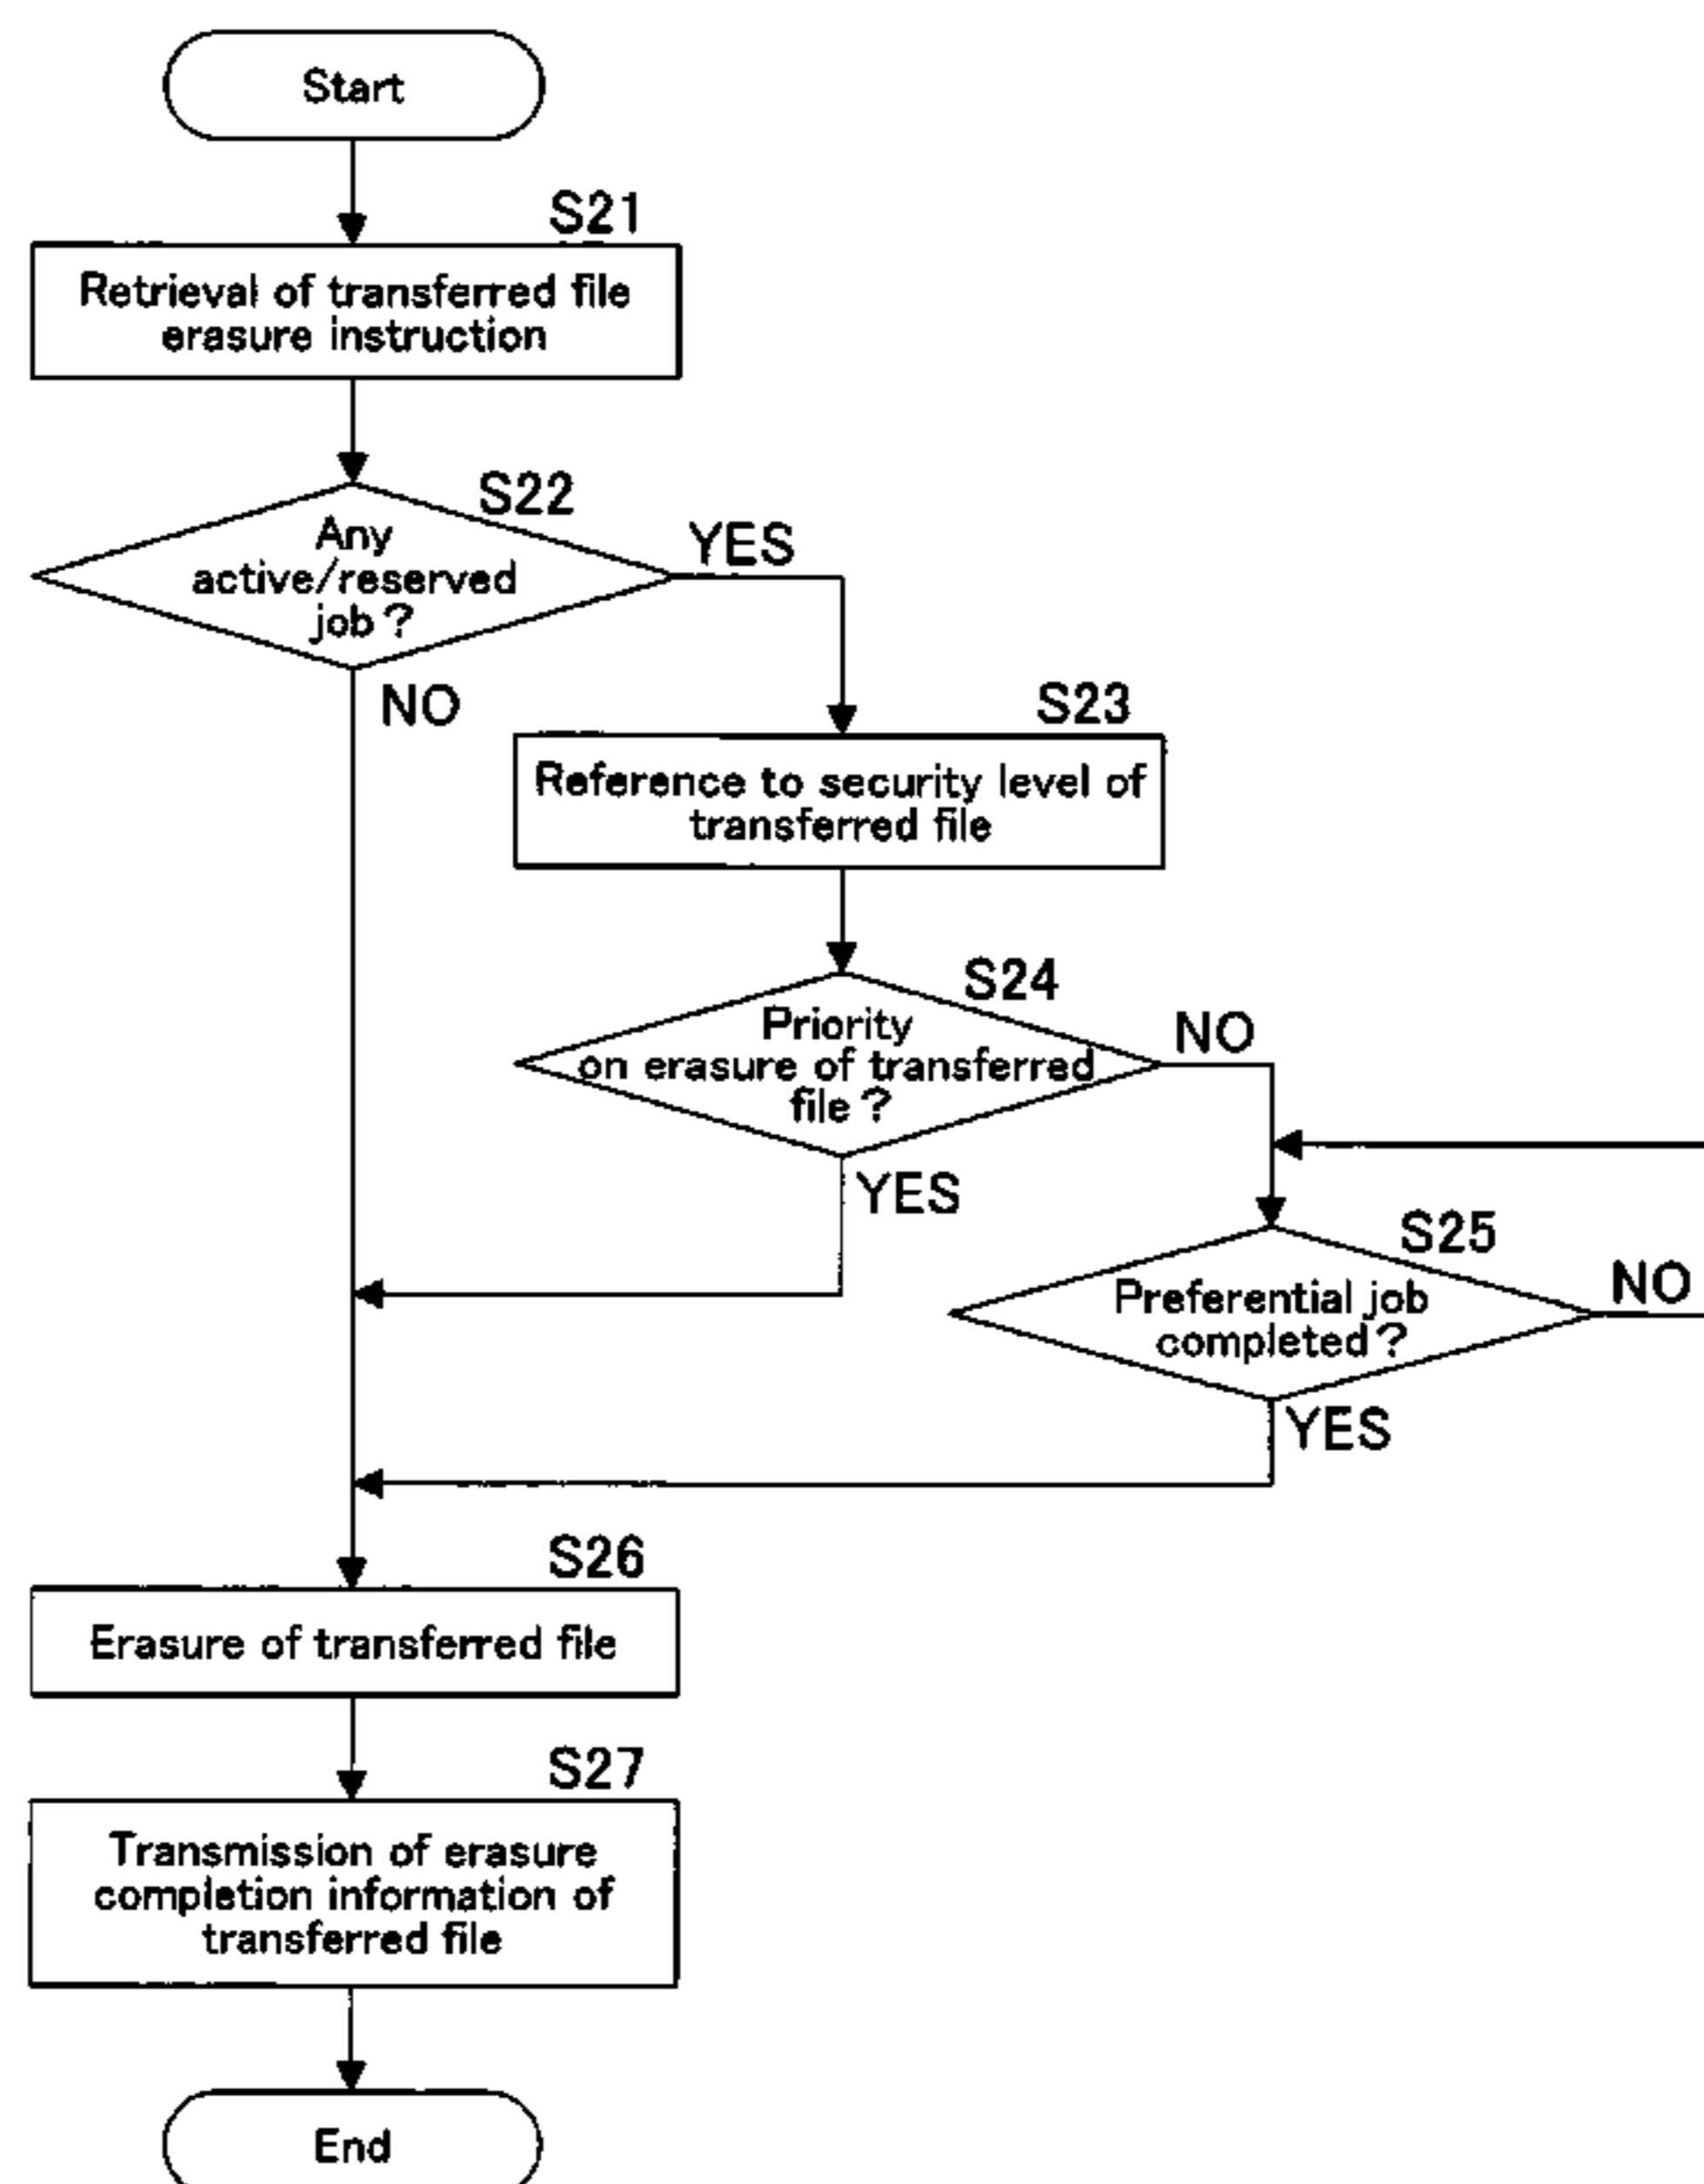 Start
S21
Retrieval of transferred file
erasure instruction
S22
Any
active/reserved
job?
YES
NO
S23
Reference to security level of
transferred file
S24
Priority
on erasure of transferred
file?
NO
YES
S25
Preferential job
completed?
NO
YES
S26
Erasure of transferred file
S27
Transmission of erasure
completion information of
transferred file
End